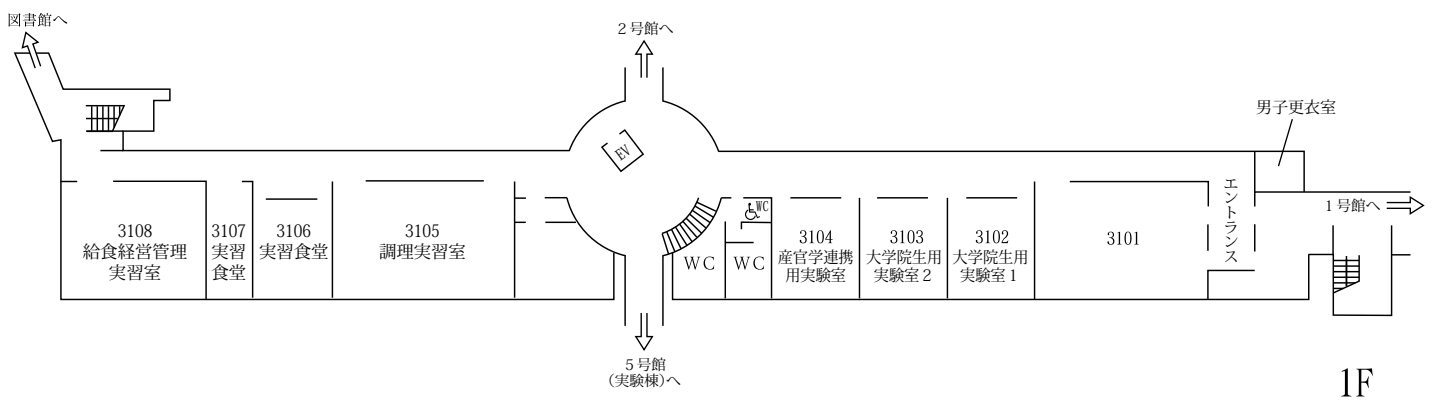 図書館へ
２号館へ
男子更衣室
EV
エントランス
WC
１号館へ
3108
給食経営管理
実習室
3107
実習
食堂
3106
実習食堂
3105
調理実習室
WC
WC
3104
産官学連携
用実験室
3103
大学院生用
実験室２
3102
大学院生用
実験室１
3101
５号館
（実験棟）へ
1F